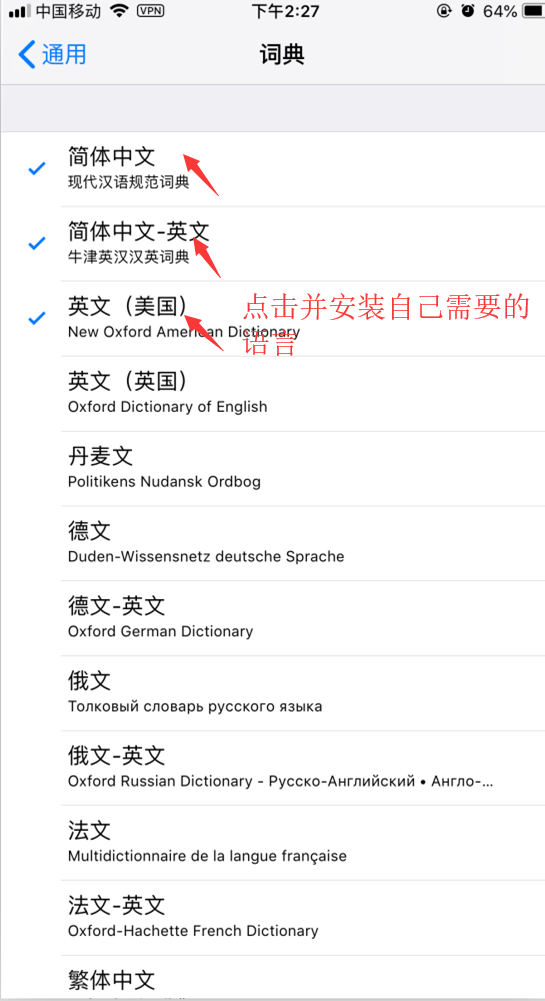 中国移动 VPN 下午2:27 64%
通用 词典
简体中文
现代汉语规范词典
简体中文-英文
牛津英汉汉英词典
英文（美国）
点击并安装自己需要的
New Oxford American Dictionary
语言
英文（英国）
Oxford Dictionary of English
丹麦文
Politikens Nudansk Ordbog
德文
Duden-Wissensnetz deutsche Sprache
德文-英文
Oxford German Dictionary
俄文
Толковый словарь русского языка
俄文-英文
Oxford Russian Dictionary - Русско-Английский • Англо-...
法文
Multidictionnaire de la langue française
法文-英文
Oxford-Hachette French Dictionary
繁体中文